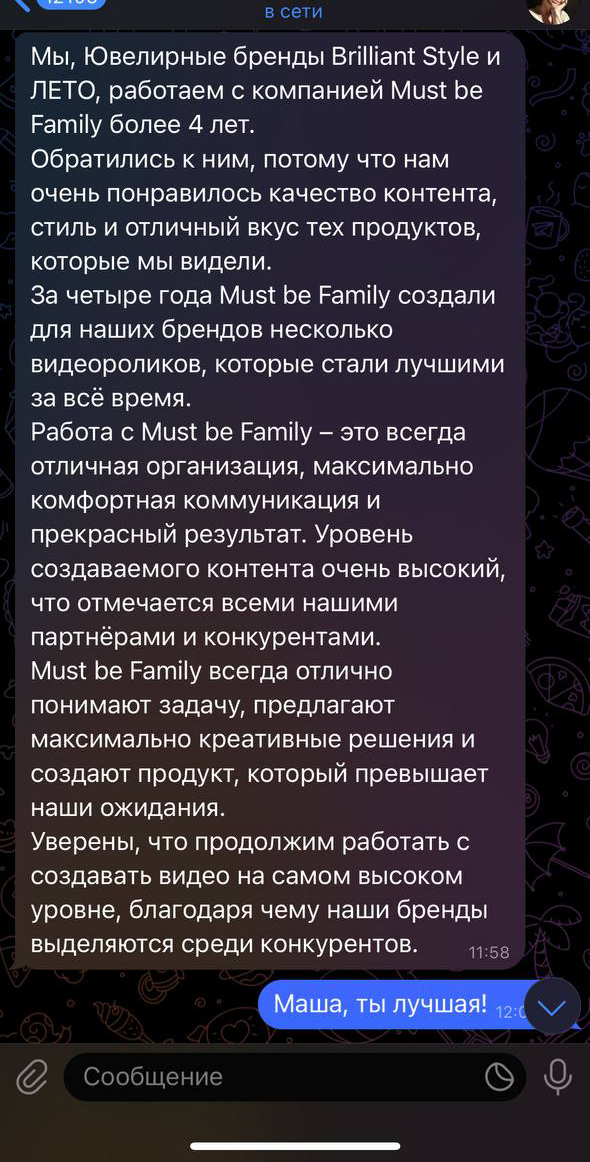 в сети
Мы, Ювелирные бренды Brilliant Style и
ЛЕТО, работаем с компанией Must be
Family более 4 лет.
Обратились к ним, потому что нам
очень понравилось качество контента,
стиль и отличный вкус тех продуктов,
которые мы видели.
За четыре года Must be Family создали
для наших брендов несколько
видеороликов, которые стали лучшими
за всё время.
Работа с Must be Family – это всегда
отличная организация, максимально
комфортная коммуникация и
прекрасный результат. Уровень
создаваемого контента очень высокий,
что отмечается всеми нашими
партнёрами и конкурентами.
Must be Family всегда отлично
понимают задачу, предлагают
максимально креативные решения и
создают продукт, который превышает
наши ожидания.
Уверены, что продолжим работать с
создавать видео на самом высоком
уровне, благодаря чему наши бренды
выделяются среди конкурентов.
11:58
Маша, ты лучшая!
Сообщение